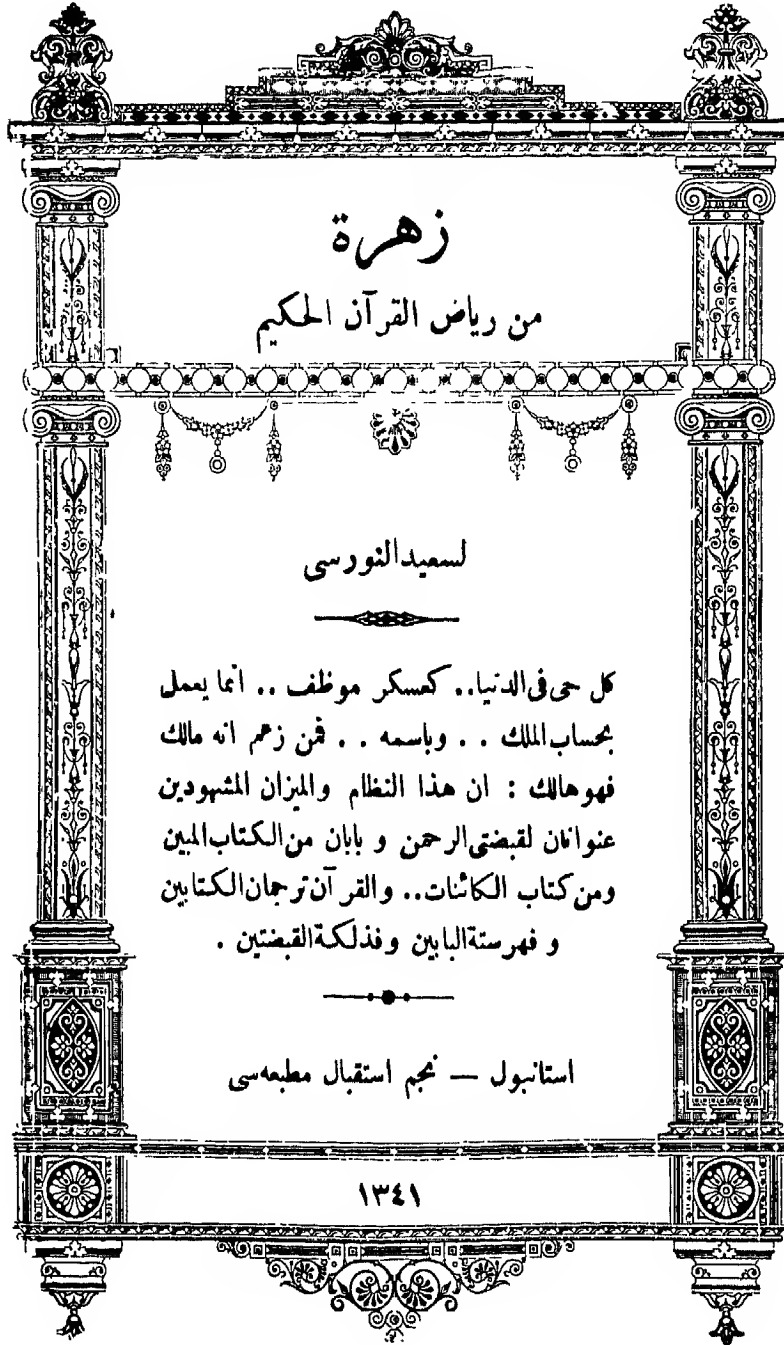 زهرة
من رياض القرآن الحكيم
لسعيد النورسى
كل حى فى الدنيا.. كعسكر موظف .. انما يعمل
بحساب الملك . . وباسمه . . فمن زعم انه مالك
فهو هالك : ان هذا النظام والميزان المشهودين
عنوانان لقبضتى الرحمن و بابان من الكتاب المبين
ومن كتاب الكائنات.. والقرآن ترجمان الكتابين
و فهرستة البابين وفذلكة القبضتين .
استانبول — نجم استقبال مطبعه‌سى
١٣٤١